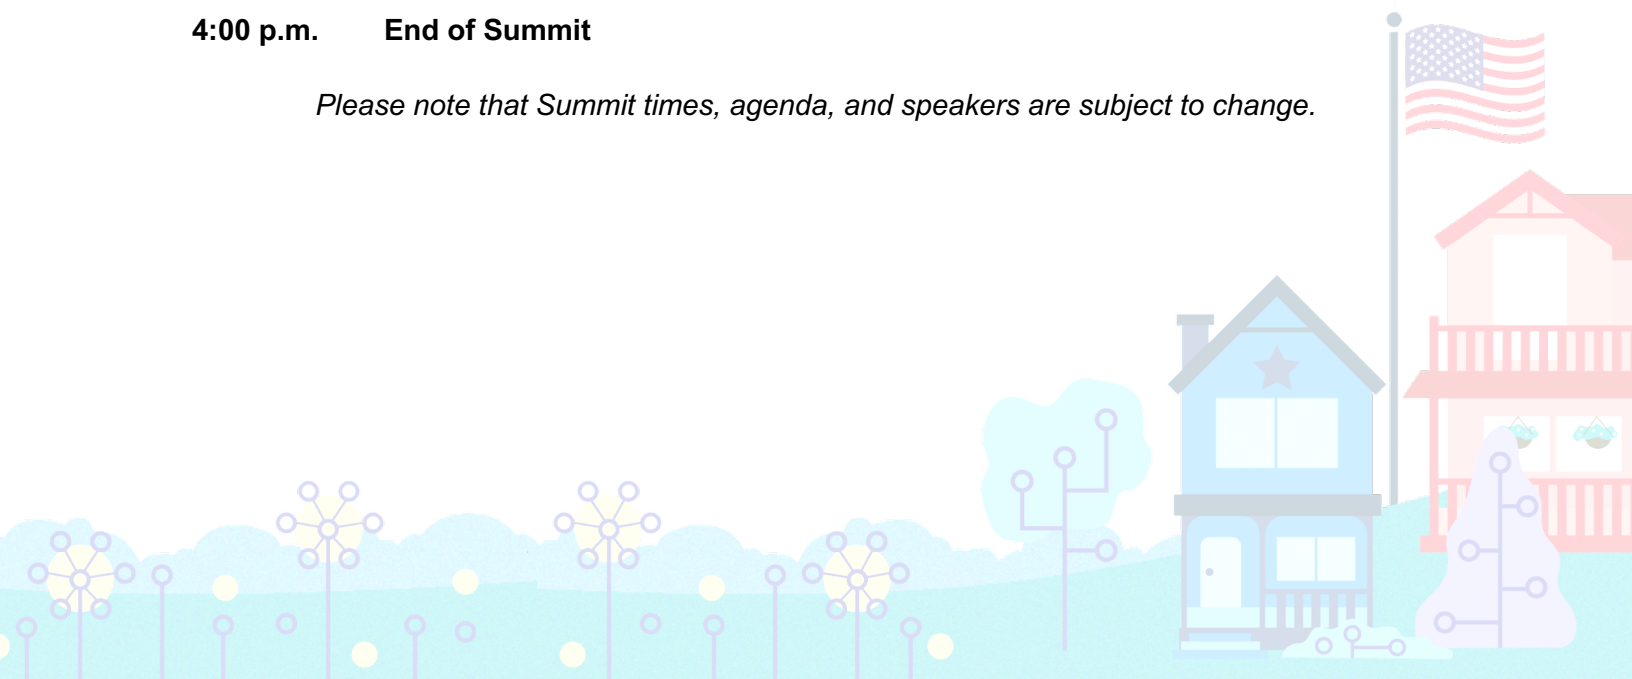 4:00 p.m. End of Summit
Please note that Summit times, agenda, and speakers are subject to change.